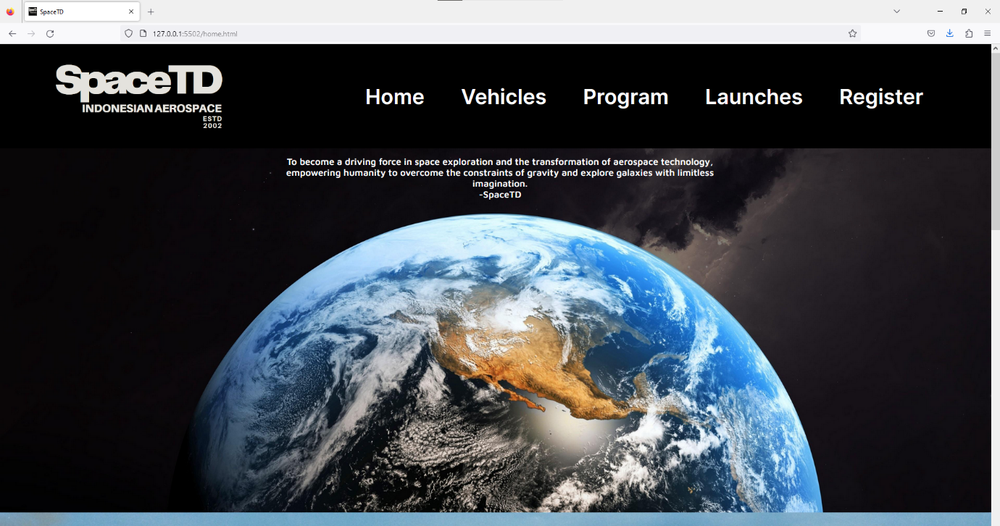 SpaceTD
127.0.0.1:5502/home.html
SpaceTD
INDONESIAN AEROSPACE
ESTD
2002
Home Vehicles Program Launches Register
To become a driving force in space exploration and the transformation of aerospace technology,
empowering humanity to overcome the constraints of gravity and explore galaxies with limitless
imagination.
-SpaceTD